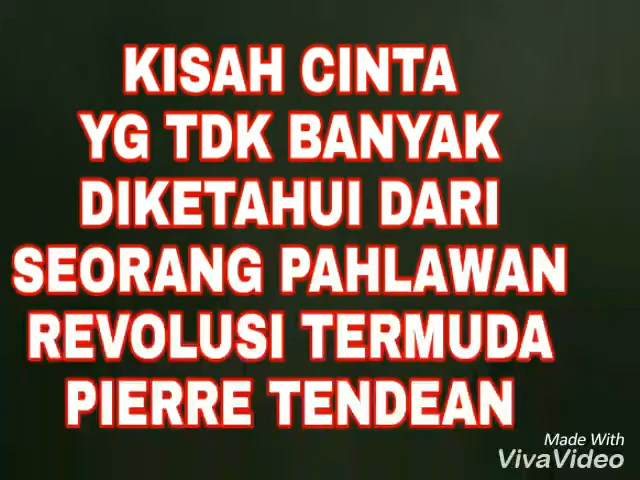 KISAH CINTA
YG TDK BANYAK
DIKETAHUI DARI
SEORANG PAHLAWAN
REVOLUSI TERMUDA
PIERRE TENDEAN
Made With
VivaVideo